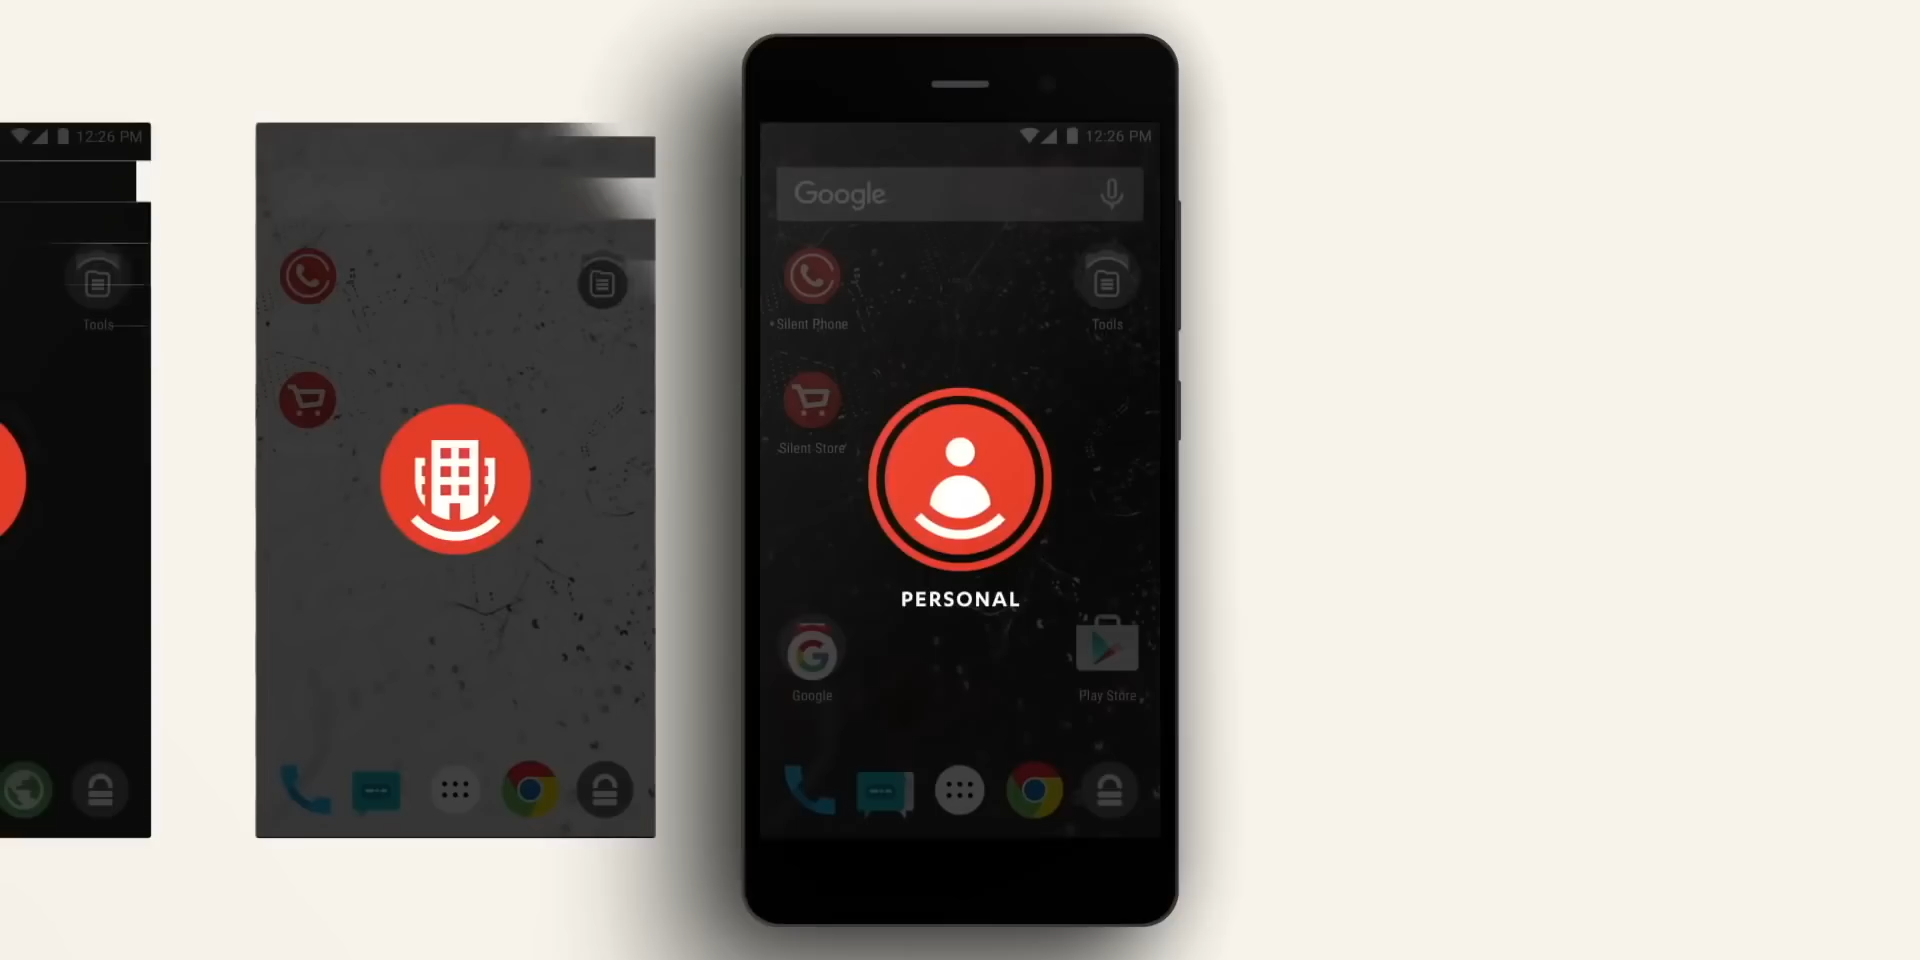 12:26 PM
Tools
12:26 PM
Google
Silent Phone
Tools
Silent Store
PERSONAL
Google
Play Store